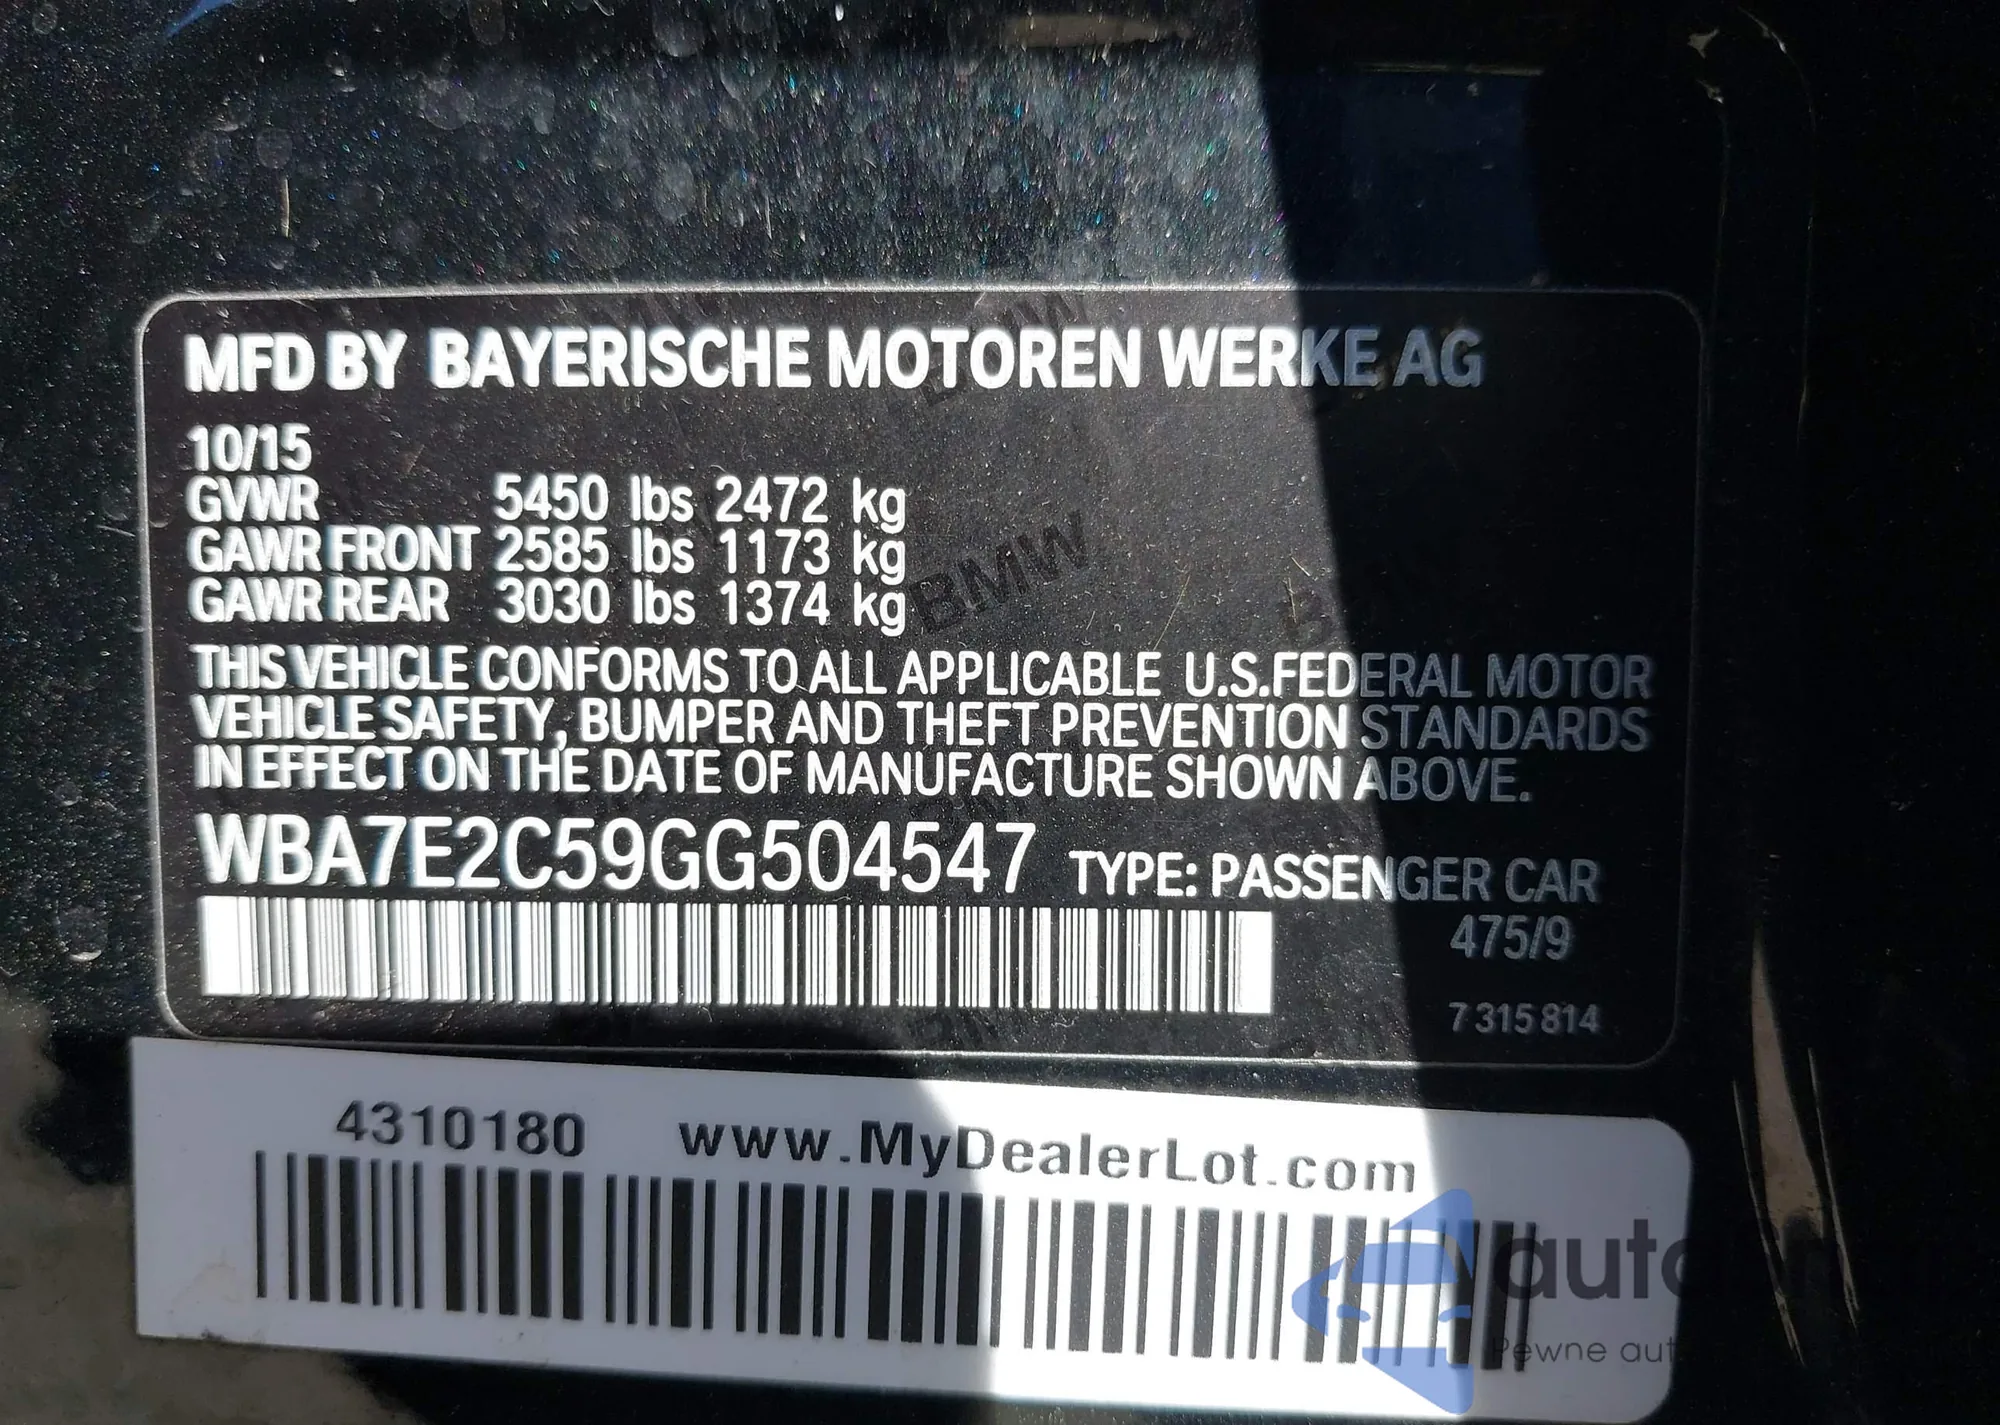 MFD BY BAYERISCHE MOTOREN WERKE AG
10/15
GVWR 5450 lbs 2472 kg
GAWR FRONT 2585 lbs 1173 kg
GAWR REAR 3030 lbs 1374 kg
THIS VEHICLE CONFORMS TO ALL APPLICABLE U.S.FEDERAL MOTOR
VEHICLE SAFETY, BUMPER AND THEFT PREVENTION STANDARDS
IN EFFECT ON THE DATE OF MANUFACTURE SHOWN ABOVE.
WBA7E2C59GG504547 TYPE: PASSENGER CAR
475/9
7 315 814
BMW
4310180 www.MyDealerLot.com
Pewne